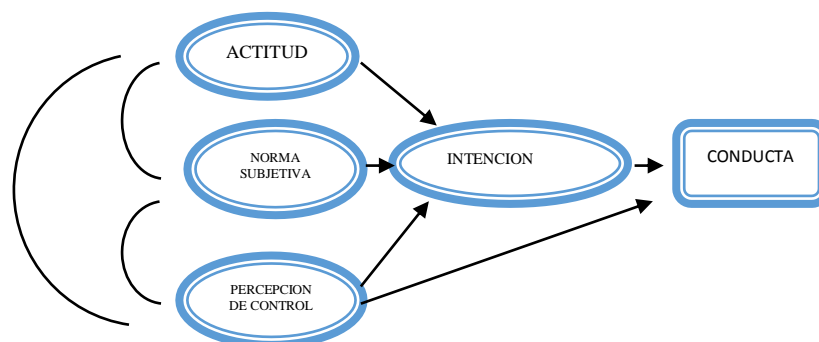 ACTITUD
NORMA
SUBJETIVA
INTENCION
CONDUCTA
PERCEPCION
DE CONTROL